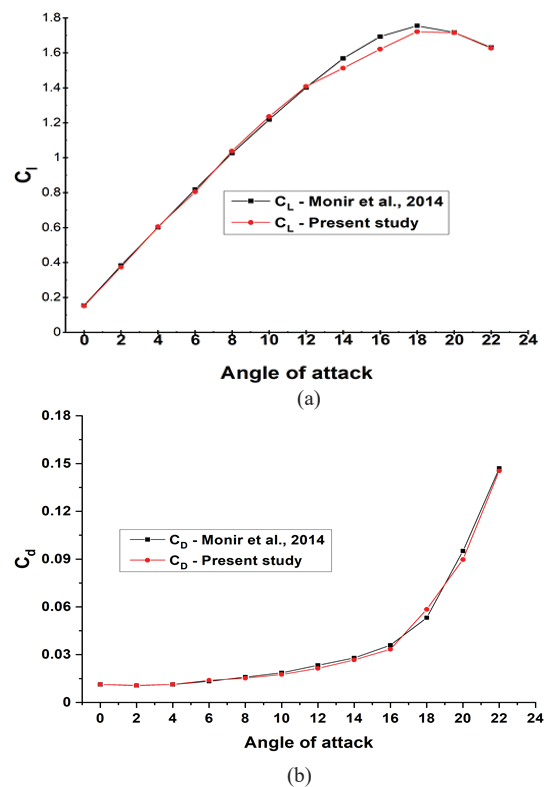 1.8
1.6
1.4
1.2
1
0.8
0.6
0.4
0.2
0
C_l
C_L - Monir et al., 2014
C_L - Present study
0 2 4 6 8 10 12 14 16 18 20 22 24
Angle of attack
(a)
0.18
0.15
0.12
0.09
0.06
0.03
0
C_d
C_D - Monir et al., 2014
C_D - Present study
0 2 4 6 8 10 12 14 16 18 20 22 24
Angle of attack
(b)